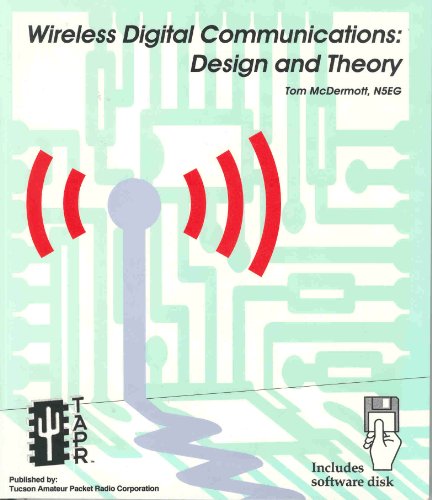 Wireless Digital Communications:
Design and Theory
Tom McDermott, N5EG
TAPR
TM
Published by:
Tucson Amateur Packet Radio Corporation
Includes
software disk